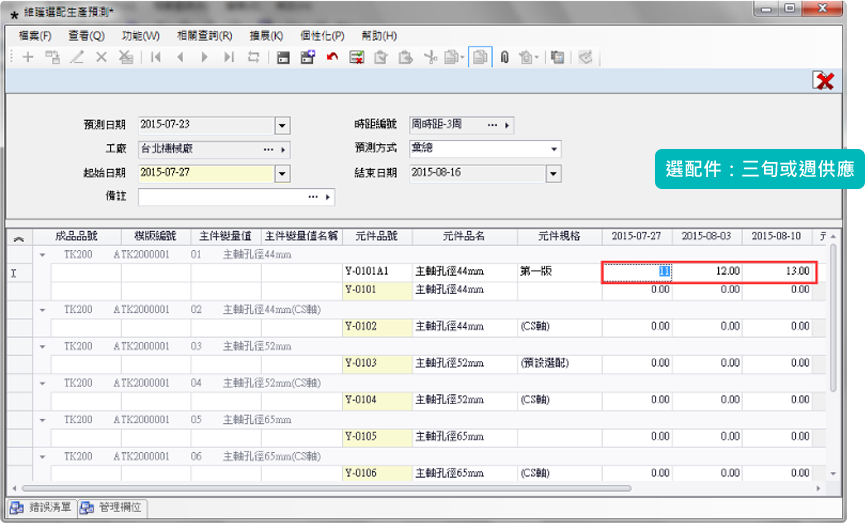 維護選配生產預測*
檔案(F) 查看(Q) 功能(W) 相關查詢(R) 擴展(K) 個性化(P) 幫助(H)
預測日期 2015-07-23 時距編號 周時距-3周
工廠 台北機械廠 預測方式 彙總
起始日期 2015-07-27 結束日期 2015-08-16
備註
選配件：三旬或週供應
成品品號 模版編號 主件變量值 主件變量值名稱 元件品號 元件品名 元件規格 2015-07-27 2015-08-03 2015-08-10
TK200 ATK2000001 01 主軸孔徑44mm
Y-0101A1 主軸孔徑44mm 第一版 11 12.00 13.00
Y-0101 主軸孔徑44mm 0.00 0.00 0.00
TK200 ATK2000001 02 主軸孔徑44mm(CS軸)
Y-0102 主軸孔徑44mm (CS軸) 0.00 0.00 0.00
TK200 ATK2000001 03 主軸孔徑52mm
Y-0103 主軸孔徑52mm (預設選配) 0.00 0.00 0.00
TK200 ATK2000001 04 主軸孔徑52mm(CS軸)
Y-0104 主軸孔徑52mm (CS軸) 0.00 0.00 0.00
TK200 ATK2000001 05 主軸孔徑65mm
Y-0105 主軸孔徑65mm 0.00 0.00 0.00
TK200 ATK2000001 06 主軸孔徑65mm(CS軸)
Y-0106 主軸孔徑65mm (CS軸) 0.00 0.00 0.00
錯誤清單 管理欄位